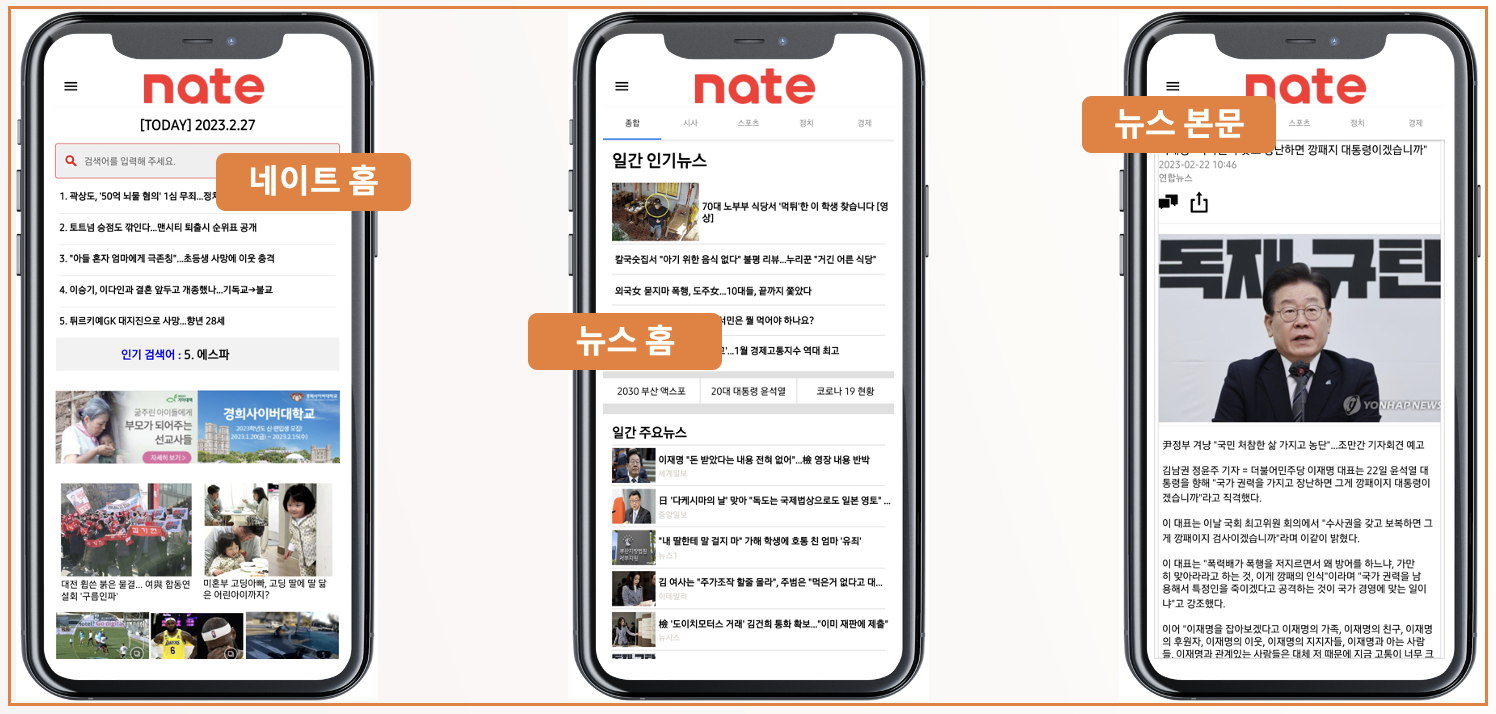 nate
[TODAY] 2023.2.27
검색어를 입력해 주세요.
네이트 홈
1. 곽상도, '50억 뇌물 혐의' 1심 무죄...정치
2. 토트넘 승점도 깎인다...맨시티 퇴출시 순위표 공개
3. "아들 혼자 엄마에게 극존칭"...초등생 사망에 이웃 충격
4. 이승기, 이다인과 결혼 앞두고 개종했나...기독교→불교
5. 튀르키예GK 대지진으로 사망...향년 28세
인기 검색어 : 5. 에스파
굶주린 아이들에게
부모가 되어주는
선교사들
자세히 보기 >
경희사이버대학교
경희사이버대학교
2023학년도 신·편입생 모집!
2023.1.20(금) ~ 2023.2.15(수)
대전 휩쓴 붉은 물결... 여與 합동연
설회 '구름인파'
미혼부 고딩아빠, 고딩 딸에 딸 닮
은 어린아이까지?
nate
종합 시사 스포츠 정치 경제
일간 인기뉴스
70대 노부부 식당서 '먹튀'한 이 학생 찾습니다 [영
상]
칼국숫집서 "아기 위한 음식 없다" 불평 리뷰...누리꾼 "거긴 어른 식당"
외국女 묻지마 폭행, 도주女...10대들, 끝까지 쫓았다
뉴스 홈
서민은 뭘 먹어야 하나요?
'...1월 경제고통지수 역대 최고
2030 부산 엑스포 20대 대통령 윤석열 코로나 19 현황
일간 주요뉴스
이재명 "돈 받았다는 내용 전혀 없어"...檢 영장 내용 반박
세계일보
日 '다케시마의 날' 맞아 "독도는 국제법상으로도 일본 영토" ...
중앙일보
"내 딸한테 말 걸지 마" 가해 학생에 호통 친 엄마 '유죄'
뉴스1
김 여사는 "주가조작 할줄 몰라", 주범은 "먹은거 없다고 대...
이데일리
檢 '도이치모터스 거래' 김건희 통화 확보..."이미 재판에 제출"
뉴시스
nate
뉴스 본문
스포츠 정치 경제
장난하면 깡패지 대통령이겠습니까"
2023-02-22 10:46
연합뉴스
독재 규탄
YONHAPNEWS
尹정부 겨냥 "국민 처참한 삶 가지고 농단"...조만간 기자회견 예고
김남권 정윤주 기자 = 더불어민주당 이재명 대표는 22일 윤석열 대
통령을 향해 "국가 권력을 가지고 장난하면 그게 깡패이지 대통령이
겠습니까"라고 직격했다.
이 대표는 이날 국회 최고위원 회의에서 "수사권을 갖고 보복하면 그
게 깡패이지 검사이겠습니까"라며 이같이 밝혔다.
이 대표는 "폭력배가 폭행을 저지르면서 왜 방어를 하느냐, 가만
히 맞아라라고 하는 것, 이게 깡패의 인식"이라며 "국가 권력을 남
용해서 특정인을 죽이겠다고 공격하는 것이 국가 경영에 맞는 일이
냐"고 강조했다.
이어 "이재명을 잡아보겠다고 이재명의 가족, 이재명의 친구, 이재명
의 후원자, 이재명의 이웃, 이재명의 지지자들, 이재명과 아는 사람
들, 이재명과 관계있는 사람들은 대체 저 때문에 지금 고통이 너무 크